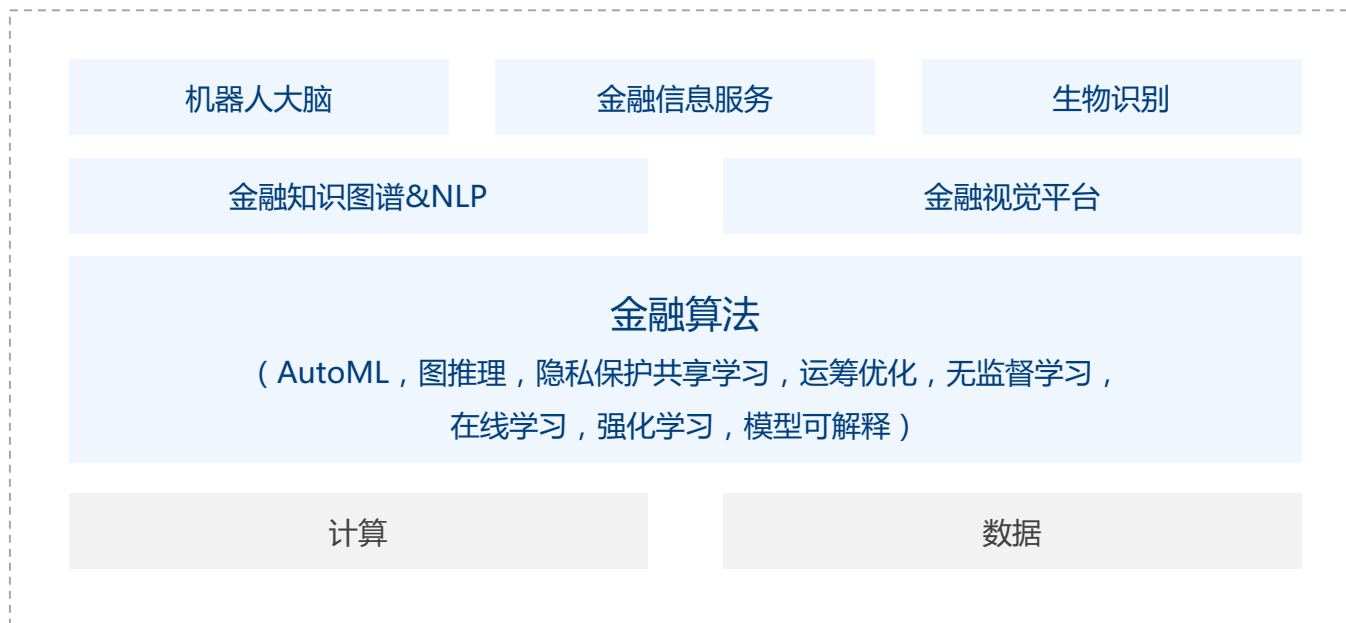 机器人大脑
金融信息服务
生物识别
金融知识图谱&NLP
金融视觉平台
金融算法
（AutoML，图推理，隐私保护共享学习，运筹优化，无监督学习，
在线学习，强化学习，模型可解释）
计算
数据